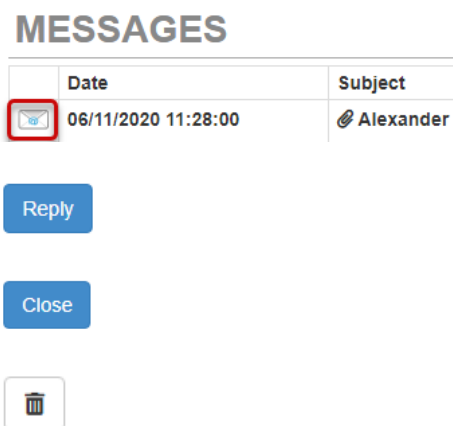 MESSAGES
Date Subject
06/11/2020 11:28:00 Alexander
Reply
Close